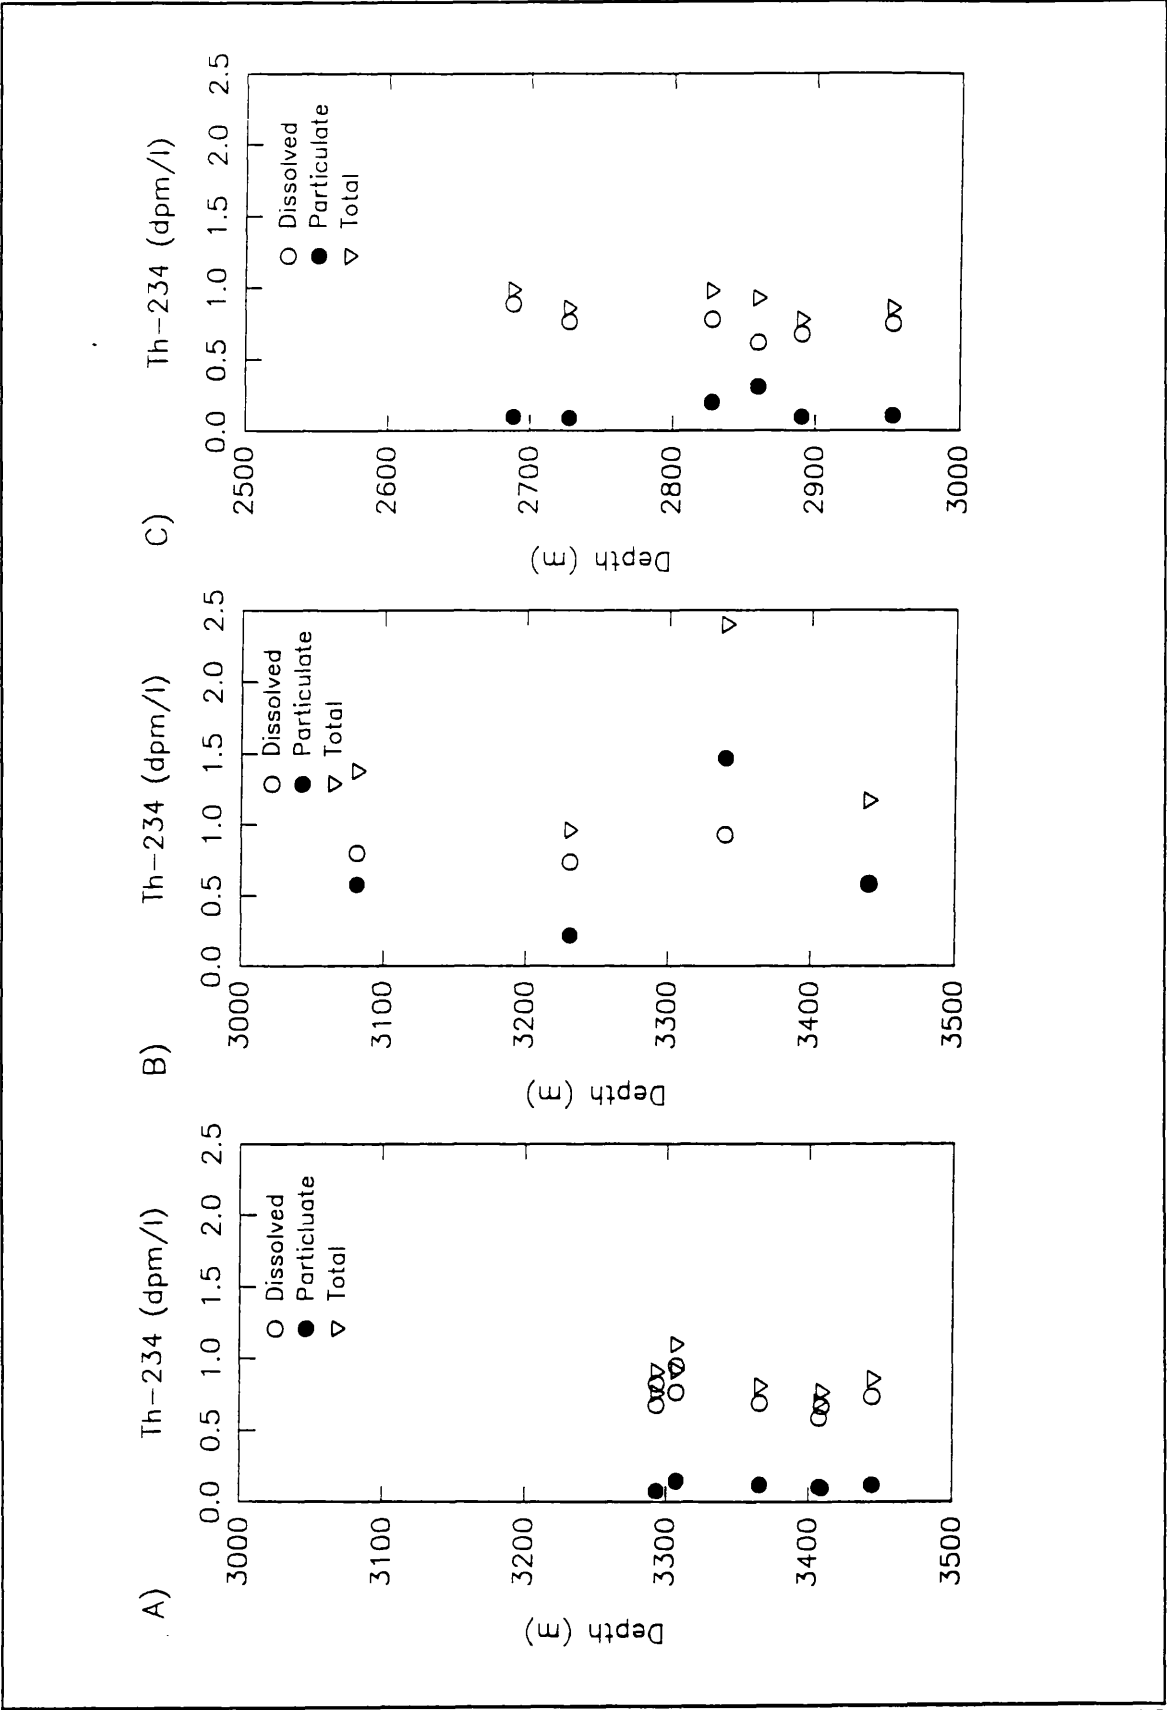 A)
Th-234 (dpm/l)
0.0 0.5 1.0 1.5 2.0 2.5
Depth (m)
3000
3100
3200
3300
3400
3500
Dissolved
Particluate
Total
B)
Th-234 (dpm/l)
0.0 0.5 1.0 1.5 2.0 2.5
Depth (m)
3000
3100
3200
3300
3400
3500
Dissolved
Particulate
Total
C)
Th-234 (dpm/l)
0.0 0.5 1.0 1.5 2.0 2.5
Depth (m)
2500
2600
2700
2800
2900
3000
Dissolved
Particulate
Total